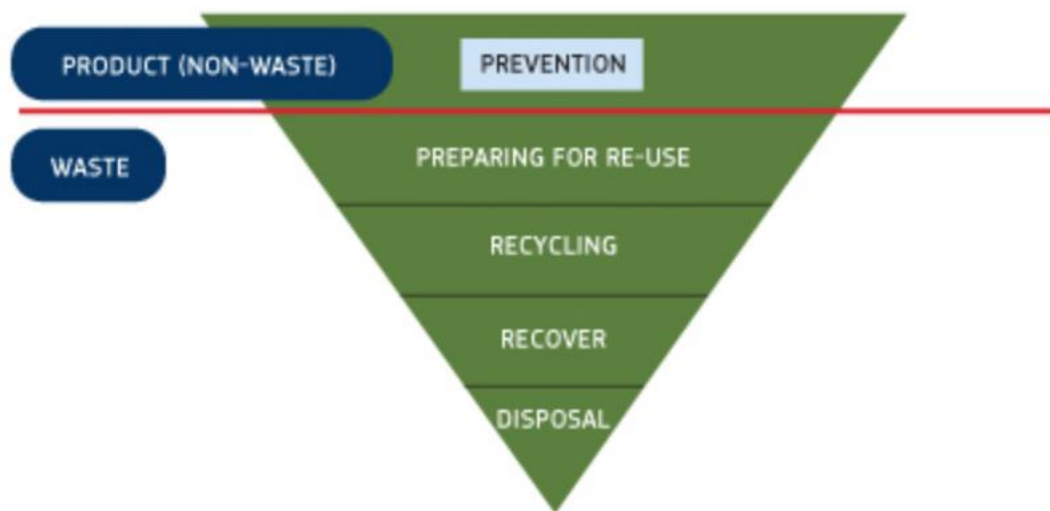 PRODUCT (NON-WASTE)
PREVENTION
WASTE
PREPARING FOR RE-USE
RECYCLING
RECOVER
DISPOSAL